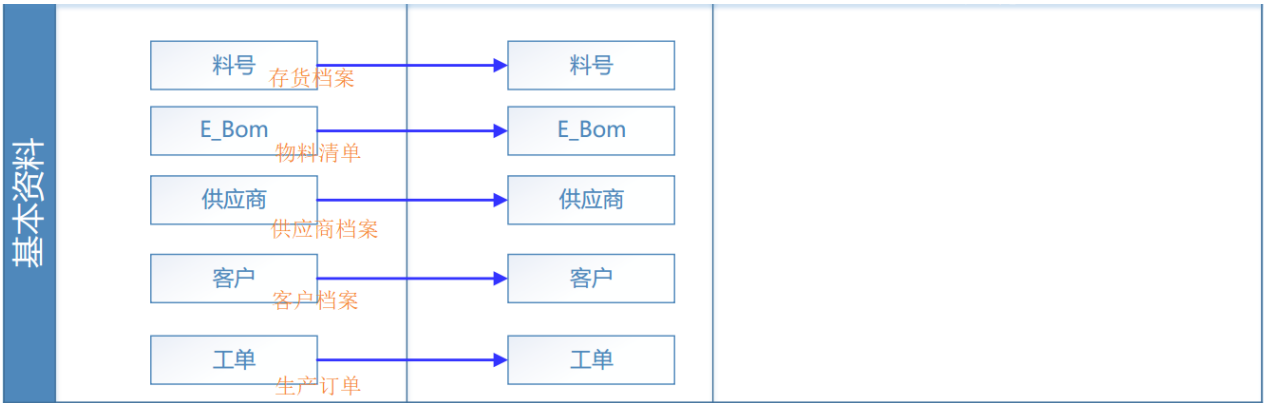 基本资料
料号
存货档案
料号
E_Bom
物料清单
E_Bom
供应商
供应商档案
供应商
客户
客户档案
客户
工单
生产订单
工单